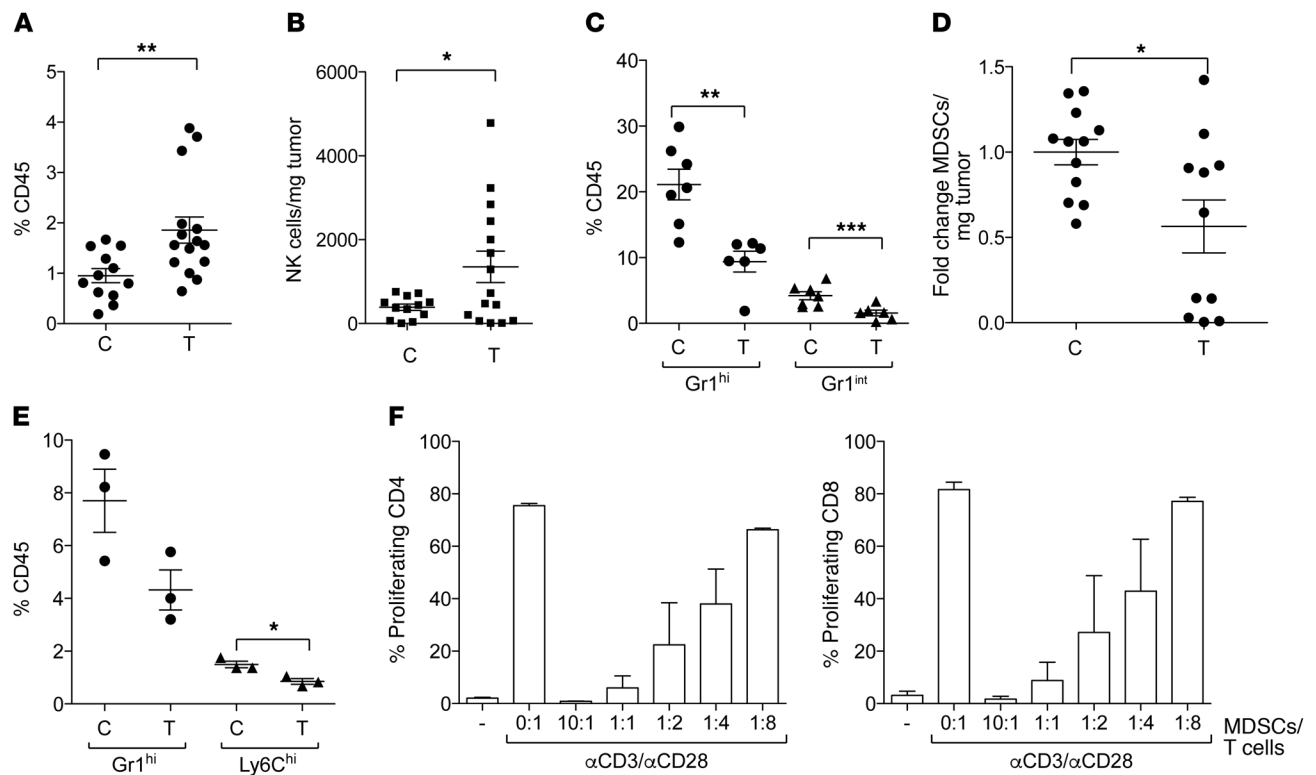 A
**
5
4
3
2
1
0
% CD45
C
T
B
*
6000
4000
2000
0
NK cells/mg tumor
C
T
C
40
30
20
10
0
% CD45
**
***
C
T
C
T
Gr1hi
Gr1int
D
*
1.5
1.0
0.5
0.0
Fold change MDSCs/
mg tumor
C
T
E
10
8
6
4
2
0
% CD45
*
C
T
C
T
Gr1hi
Ly6Chi
F
100
80
60
40
20
0
% Proliferating CD4
-
0:1
10:1
1:1
1:2
1:4
1:8
αCD3/αCD28
100
80
60
40
20
0
% Proliferating CD8
-
0:1
10:1
1:1
1:2
1:4
1:8
MDSCs/
T cells
αCD3/αCD28